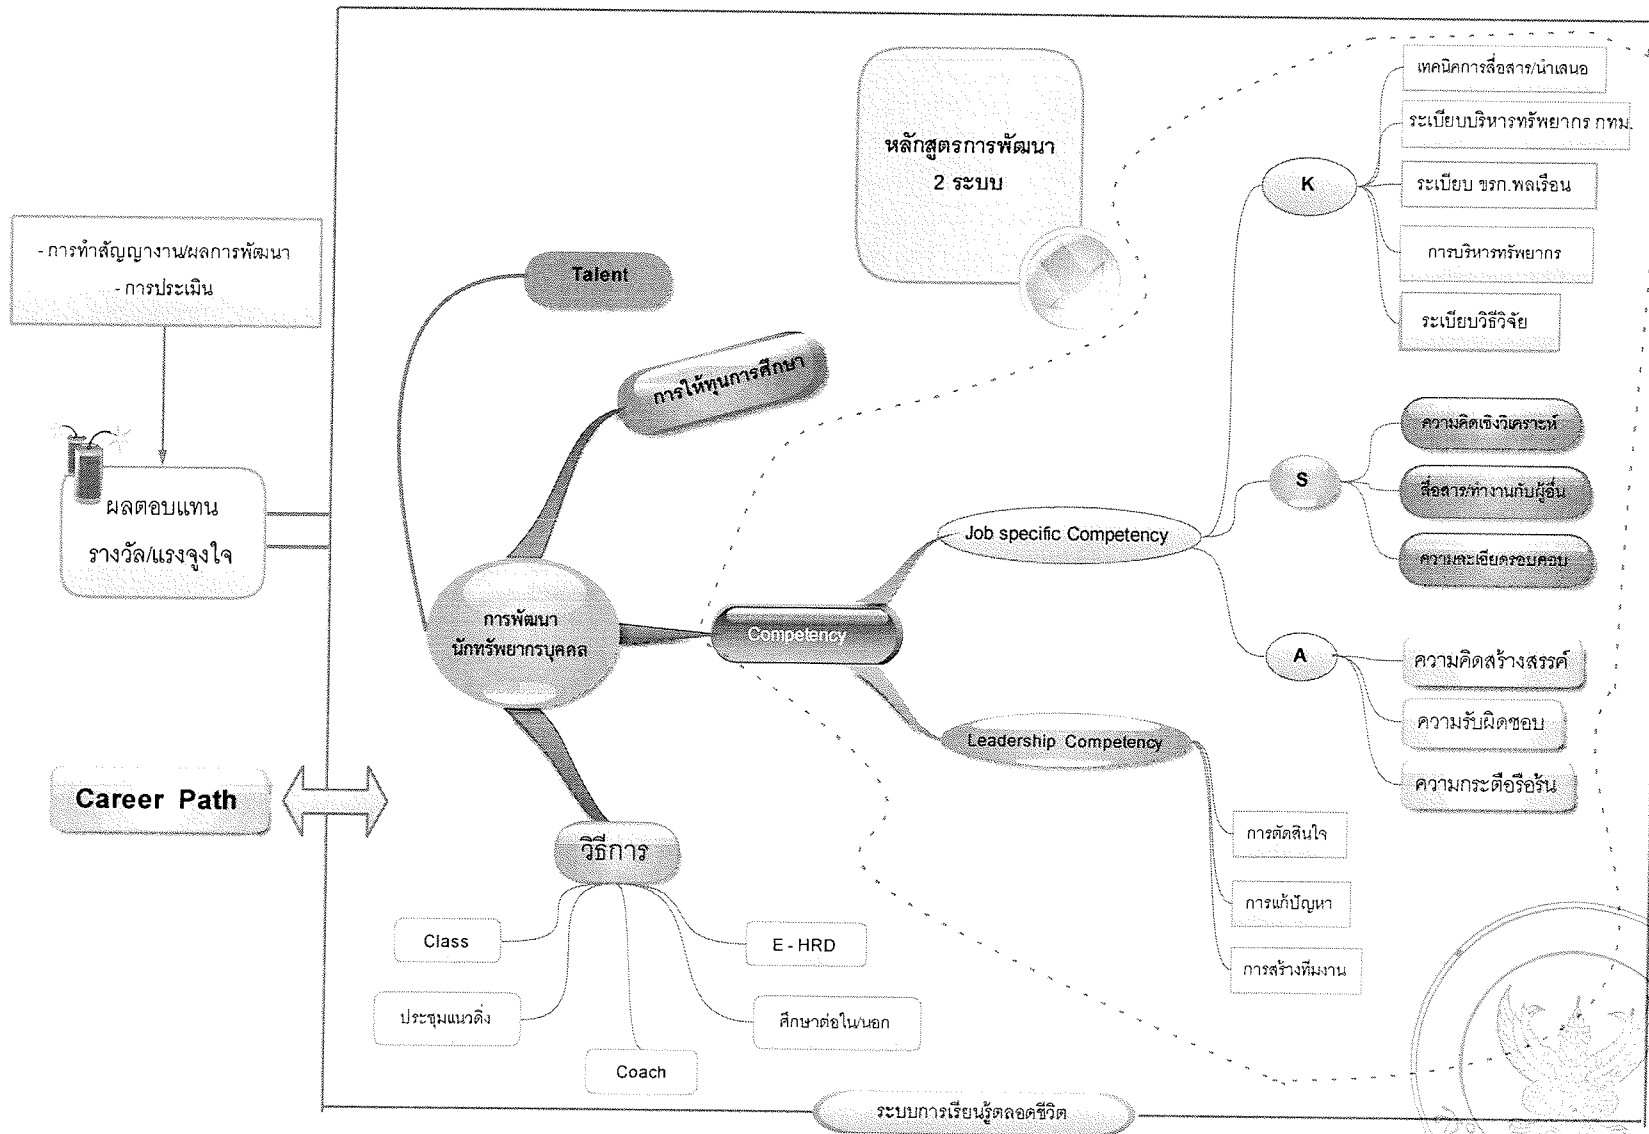 หลักสูตรการพัฒนา
2 ระบบ
- การทำสัญญางาน/ผลการพัฒนา
- การประเมิน
ผลตอบแทน
รางวัล/แรงจูงใจ
Career Path
Talent
การให้ทุนการศึกษา
การพัฒนา
นักทรัพยากรบุคคล
Competency
Job specific Competency
Leadership Competency
K
เทคนิคการสื่อสาร/นำเสนอ
ระเบียบบริหารทรัพยากร กทม.
ระเบียบ ขรก.พลเรือน
การบริหารทรัพยากร
ระเบียบวิธีวิจัย
S
ความคิดเชิงวิเคราะห์
สื่อสาร/ทำงานกับผู้อื่น
ความละเอียดรอบคอบ
A
ความคิดสร้างสรรค์
ความรับผิดชอบ
ความกระตือรือร้น
การตัดสินใจ
การแก้ปัญหา
การสร้างทีมงาน
วิธีการ
Class
E - HRD
ประชุมแนวดิ่ง
ศึกษาต่อใน/นอก
Coach
ระบบการเรียนรู้ตลอดชีวิต